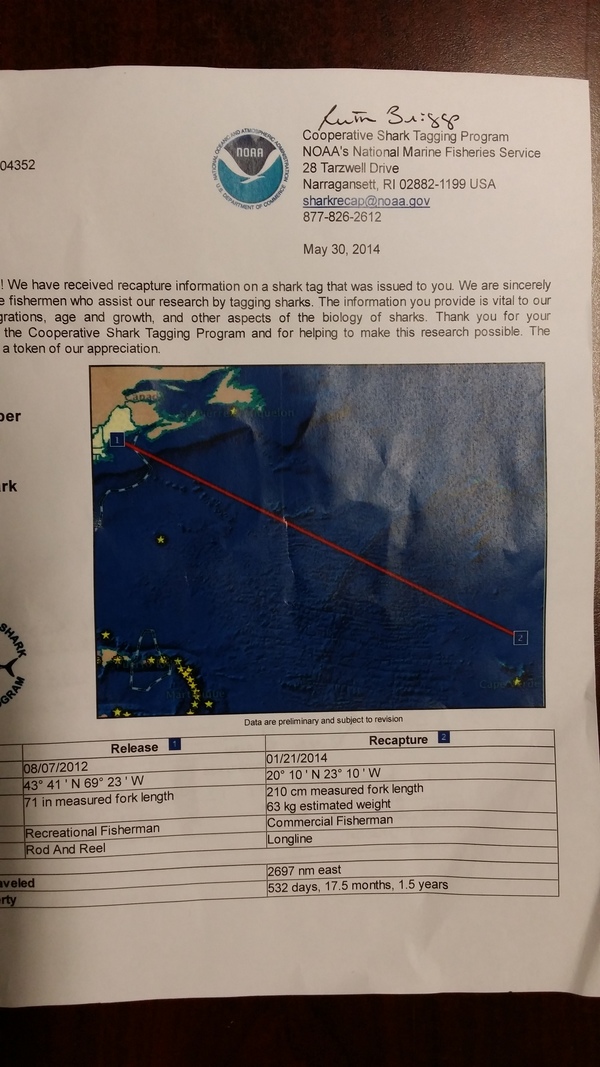 Ruth Briggs
Cooperative Shark Tagging Program
NOAA's National Marine Fisheries Service
28 Tarzwell Drive
Narragansett, RI 02882-1199 USA
sharkrecap@noaa.gov
877-826-2612
04352
NATIONAL OCEANIC AND ATMOSPHERIC ADMINISTRATION
NOAA
U.S. DEPARTMENT OF COMMERCE
May 30, 2014
! We have received recapture information on a shark tag that was issued to you. We are sincerely
e fishermen who assist our research by tagging sharks. The information you provide is vital to our
grations, age and growth, and other aspects of the biology of sharks. Thank you for your
the Cooperative Shark Tagging Program and for helping to make this research possible. The
a token of our appreciation.
ber
rk
SHARK
OGRAM
Canada
1
2
Data are preliminary and subject to revision
Release 1 Recapture 2
08/07/2012 01/21/2014
43° 41 ' N 69° 23 ' W 20° 10 ' N 23° 10 ' W
71 in measured fork length 210 cm measured fork length
63 kg estimated weight
Recreational Fisherman Commercial Fisherman
Rod And Reel Longline
aveled 2697 nm east
erty 532 days, 17.5 months, 1.5 years